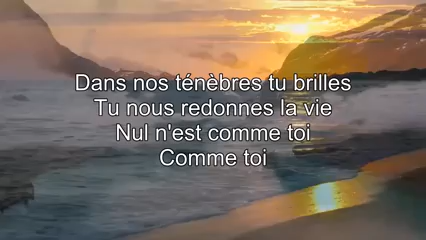 Dans nos ténèbres tu brilles
Tu nous redonnes la vie
Nul n'est comme toi
Comme toi